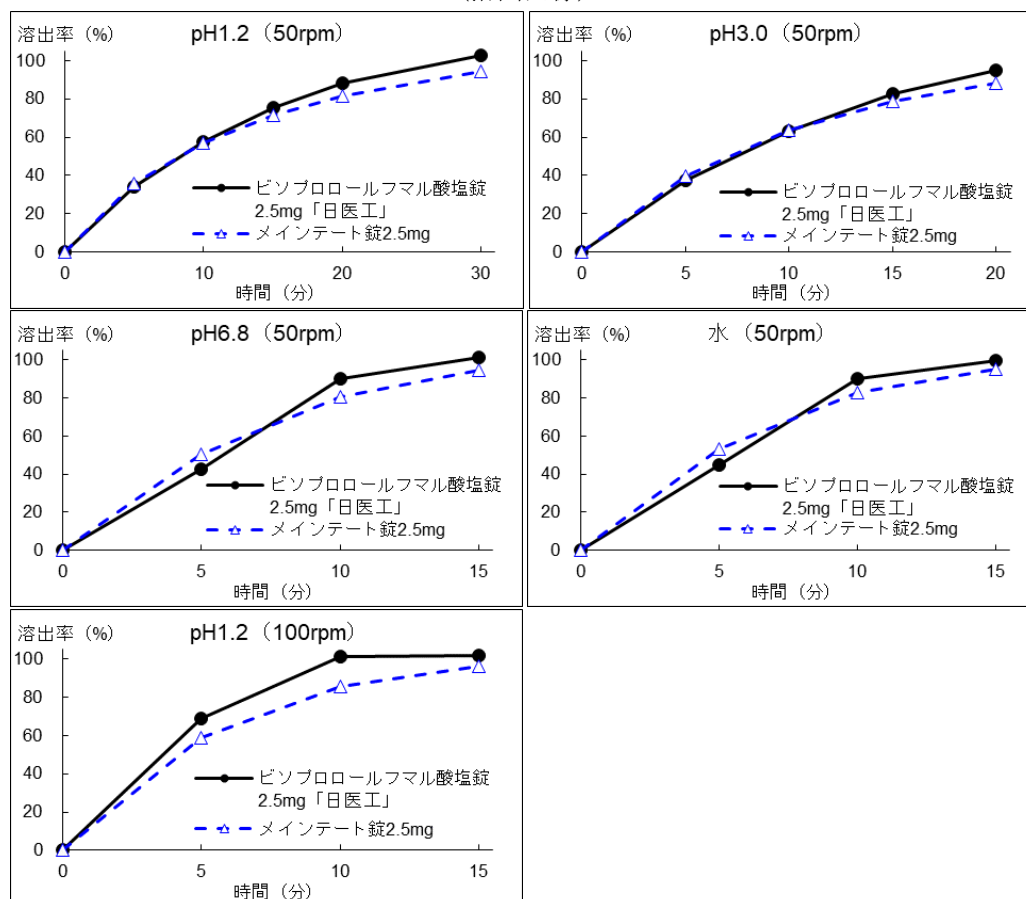 溶出率 (%)
pH1.2 (50rpm)
100
80
60
40
20
0
0
10
20
30
時間 (分)
ビソプロロールフマル酸塩錠
2.5mg「日医工」
メインテート錠2.5mg
溶出率 (%)
pH3.0 (50rpm)
100
80
60
40
20
0
0
5
10
15
20
時間 (分)
ビソプロロールフマル酸塩錠
2.5mg「日医工」
メインテート錠2.5mg
溶出率 (%)
pH6.8 (50rpm)
100
80
60
40
20
0
0
5
10
15
時間 (分)
ビソプロロールフマル酸塩錠
2.5mg「日医工」
メインテート錠2.5mg
溶出率 (%)
水 (50rpm)
100
80
60
40
20
0
0
5
10
15
時間 (分)
ビソプロロールフマル酸塩錠
2.5mg「日医工」
メインテート錠2.5mg
溶出率 (%)
pH1.2 (100rpm)
100
80
60
40
20
0
0
5
10
15
時間 (分)
ビソプロロールフマル酸塩錠
2.5mg「日医工」
メインテート錠2.5mg